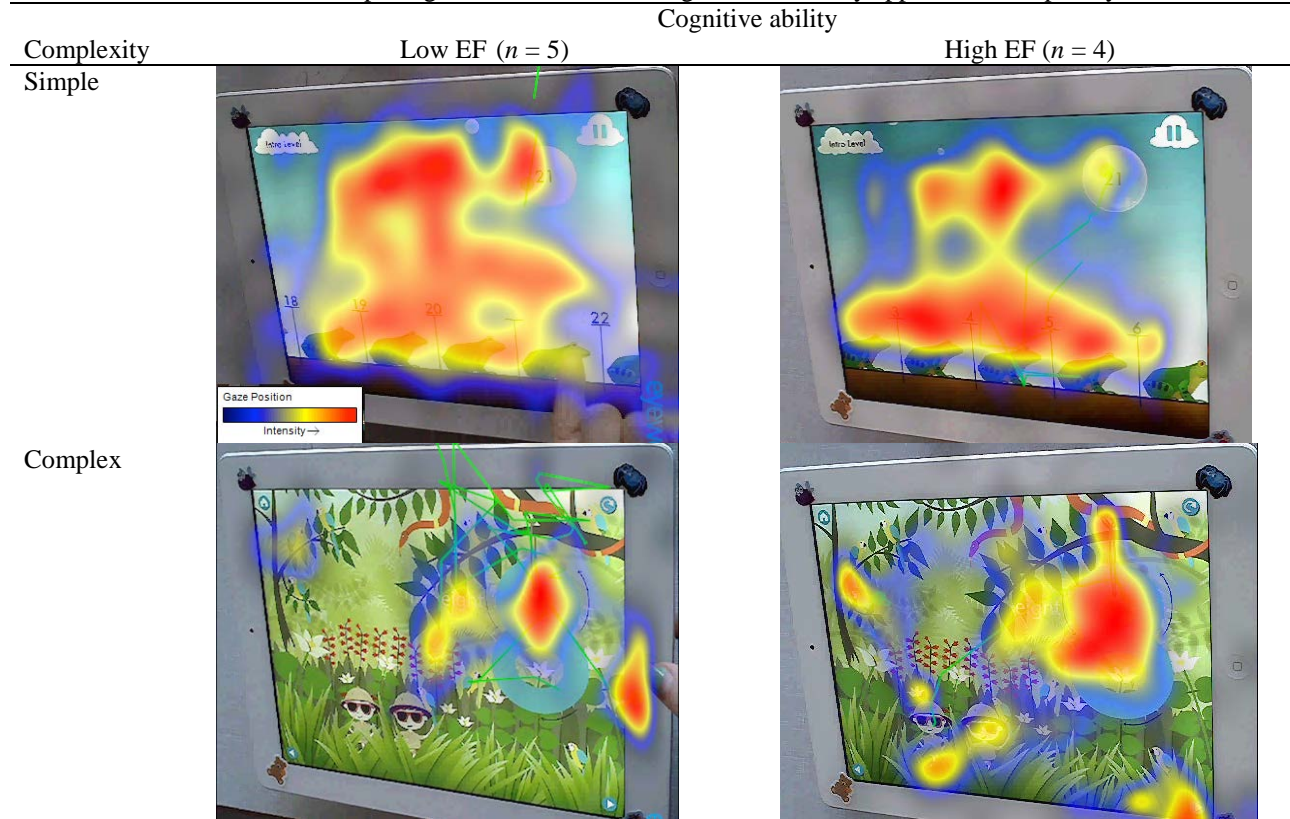 Cognitive ability
Complexity Low EF (n = 5) High EF (n = 4)
Simple
Intro Level
21
18 19 20 22
Gaze Position
Intensity→
eyew
Intro Level
21
3 4 5 6
Complex